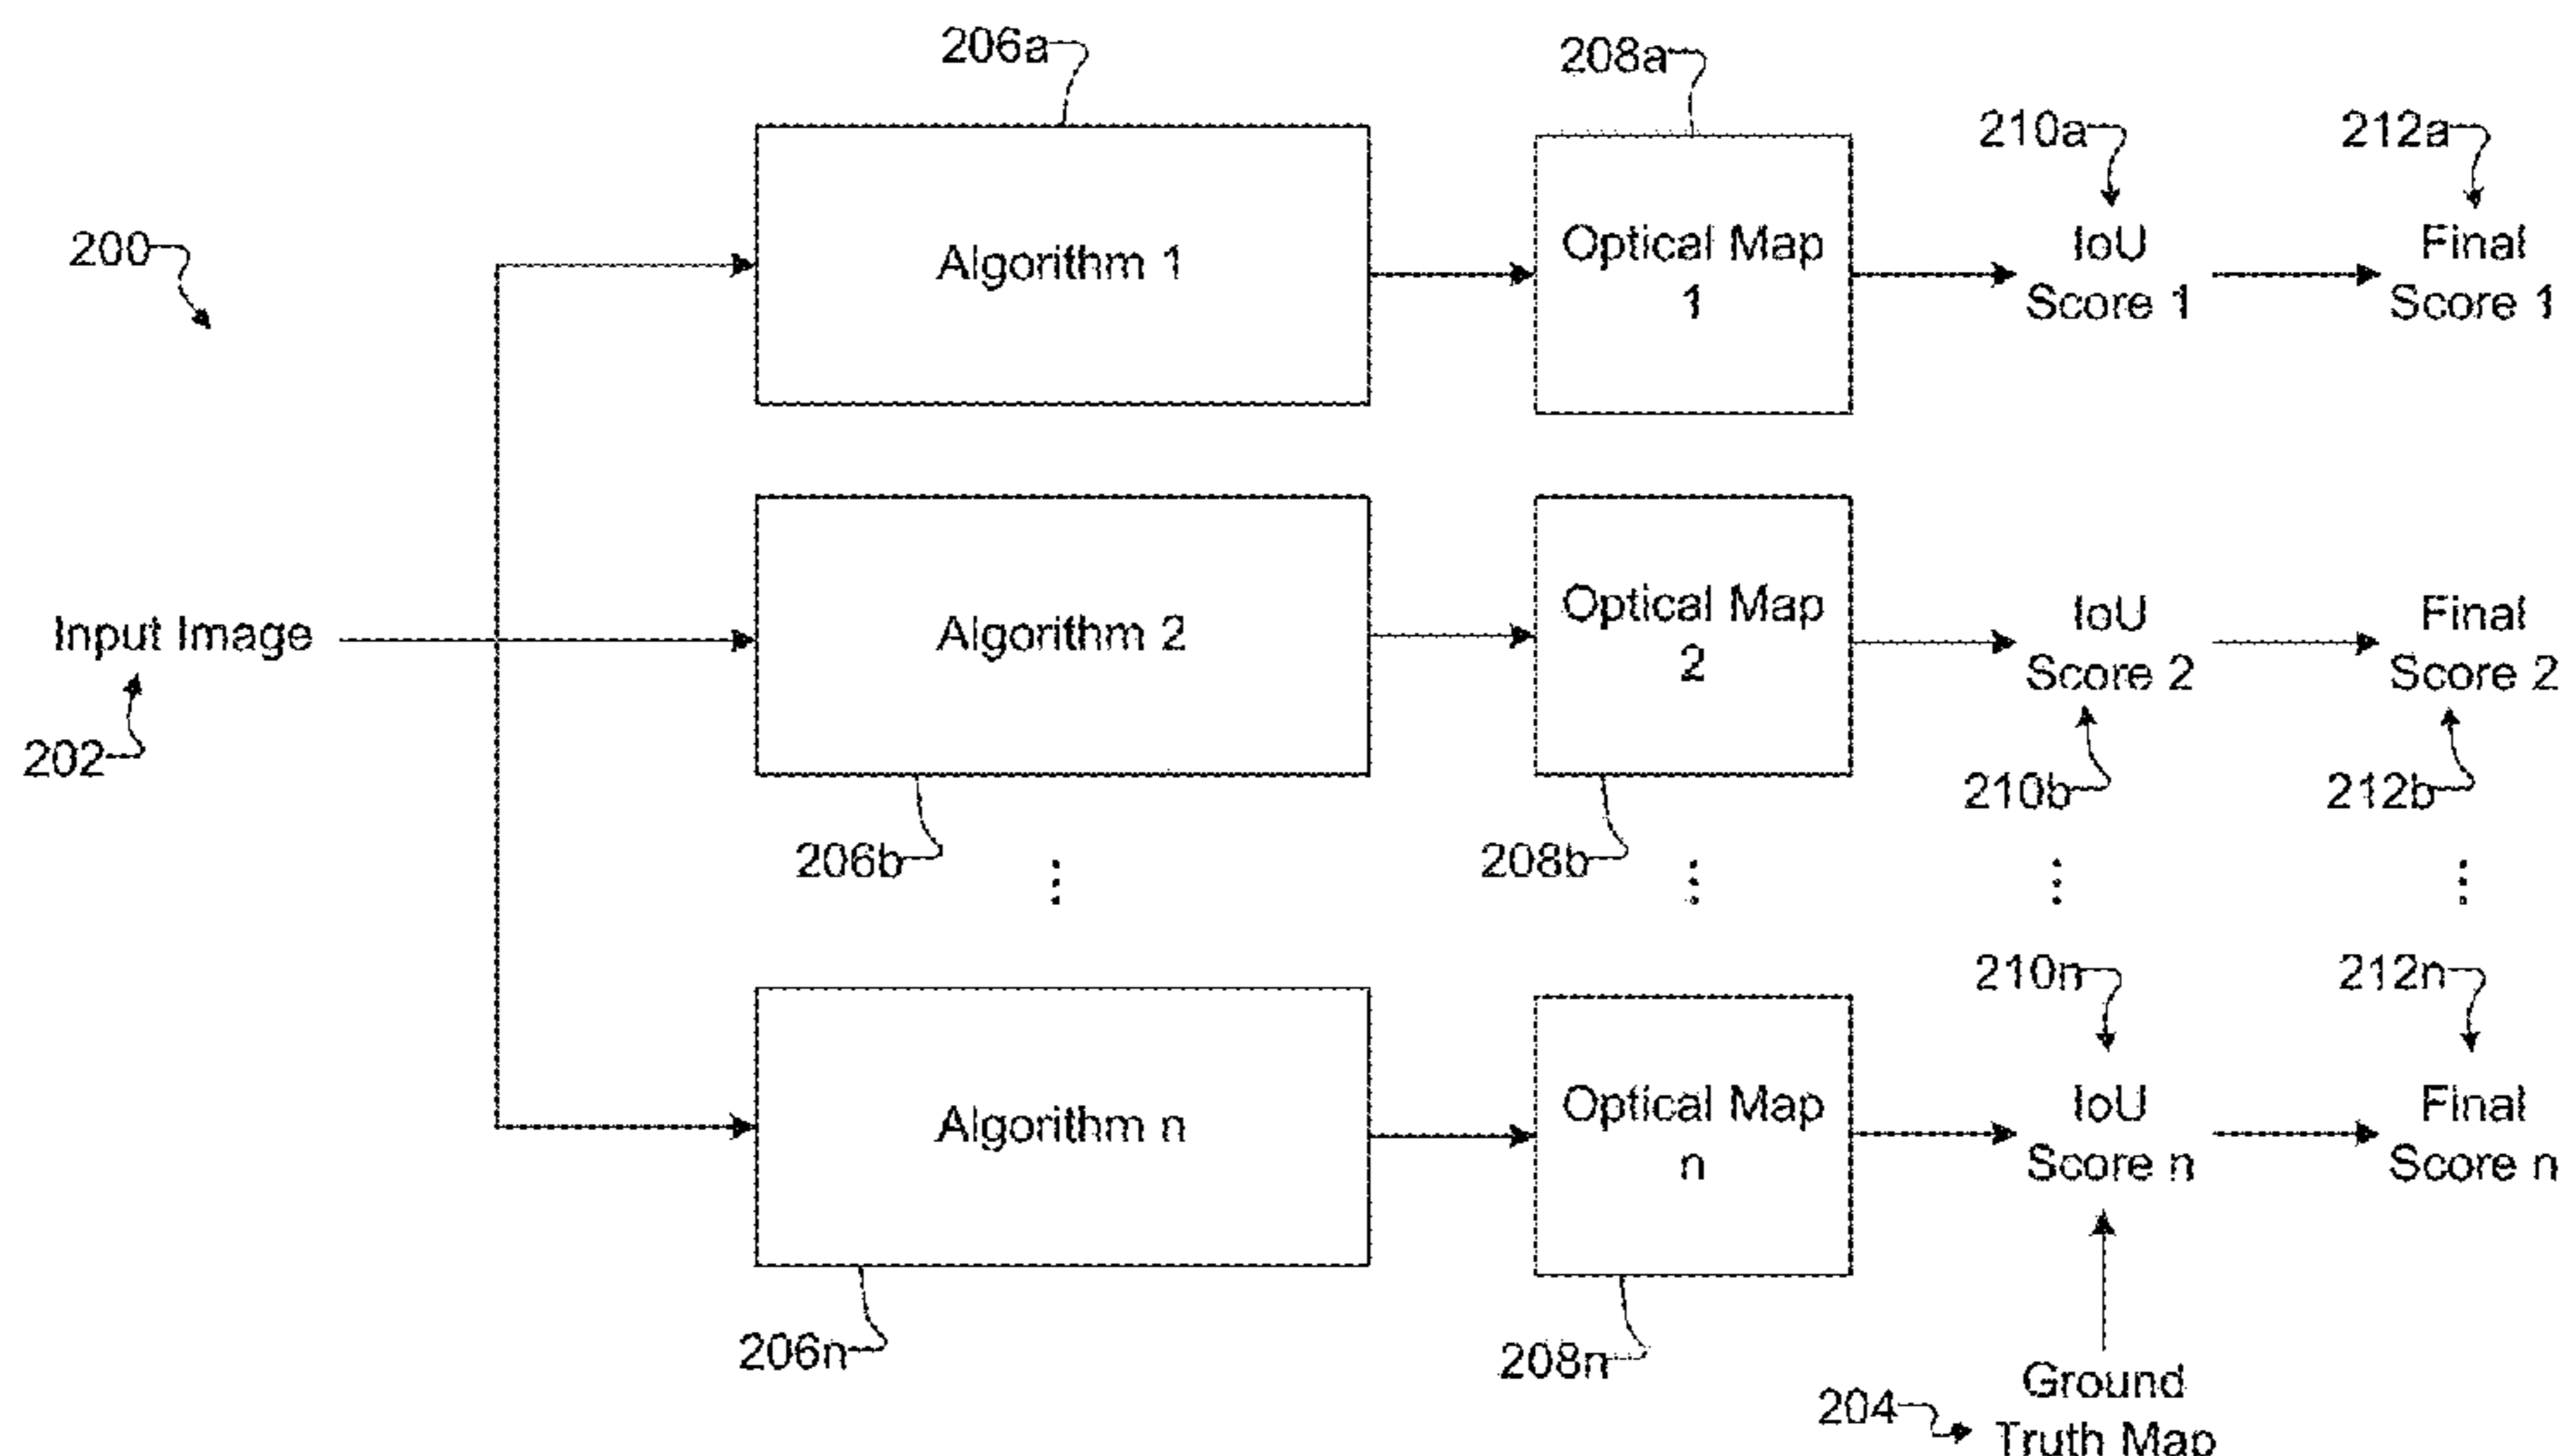 206a
208a
210a
212a
200
Algorithm 1
Optical Map
1
IoU
Score 1
Final
Score 1
Input Image
202
Algorithm 2
Optical Map
2
IoU
Score 2
Final
Score 2
206b
208b
210b
212b
210n
212n
Algorithm n
Optical Map
n
IoU
Score n
Final
Score n
206n
208n
204
Ground
Truth Map